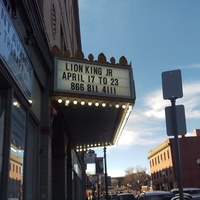 LION KING JR
APRIL 17 TO 23
866 811 4111